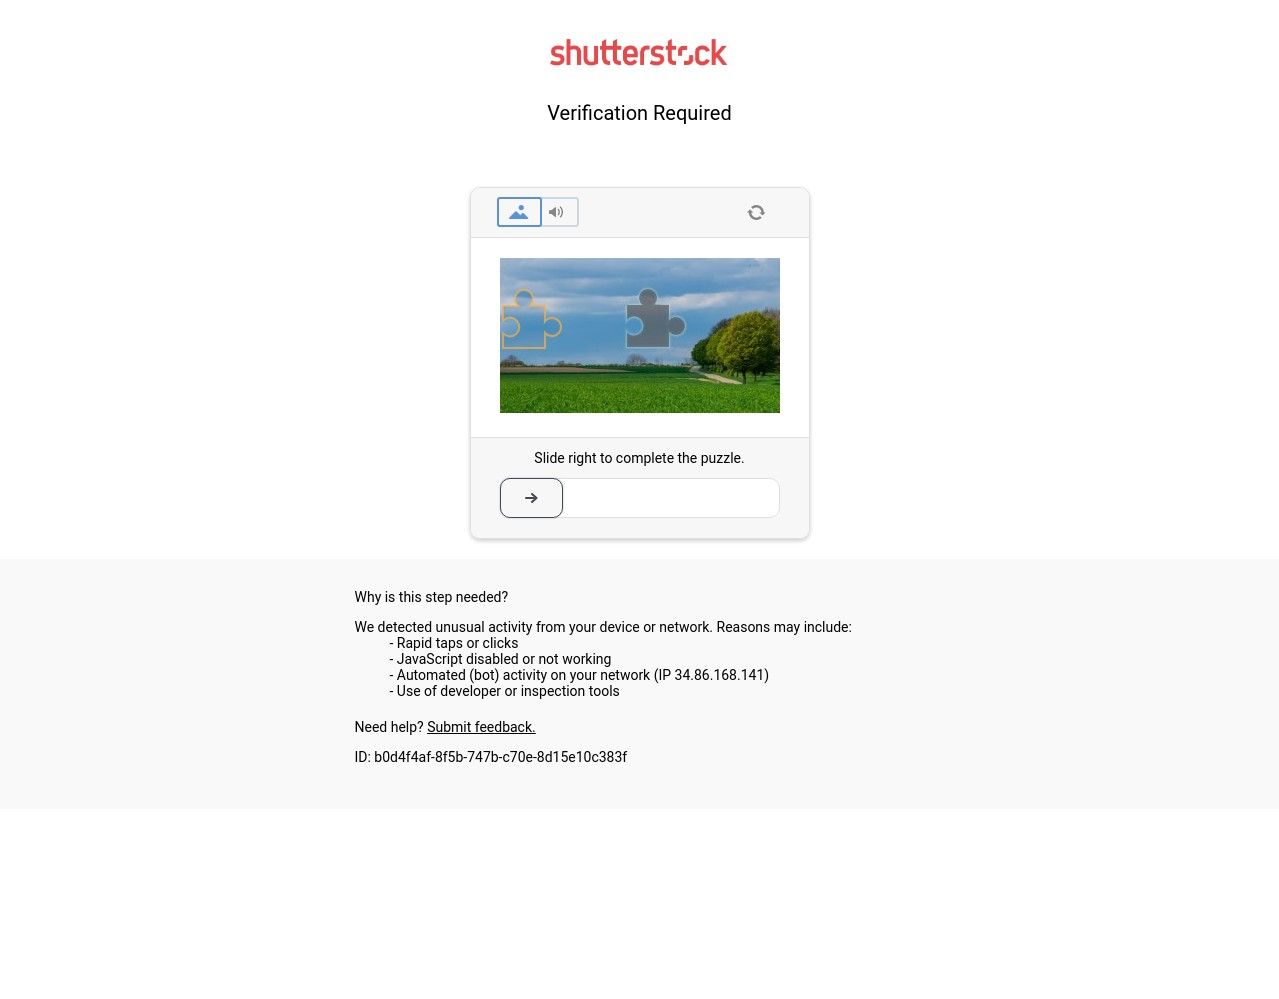 shutterstock
Verification Required
Slide right to complete the puzzle.
Why is this step needed?
We detected unusual activity from your device or network. Reasons may include:
- Rapid taps or clicks
- JavaScript disabled or not working
- Automated (bot) activity on your network (IP 34.86.168.141)
- Use of developer or inspection tools
Need help? Submit feedback.
ID: b0d4f4af-8f5b-747b-c70e-8d15e10c383f